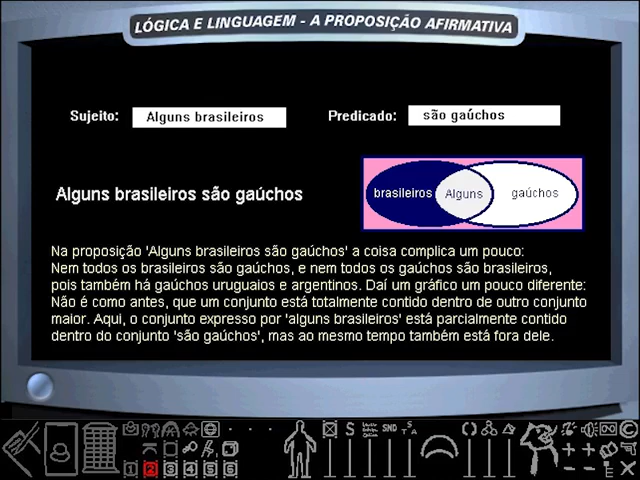 LÓGICA E LINGUAGEM - A PROPOSIÇÃO AFIRMATIVA
Sujeito: Alguns brasileiros Predicado: são gaúchos
Alguns brasileiros são gaúchos
brasileiros Alguns gaúchos
Na proposição 'Alguns brasileiros são gaúchos' a coisa complica um pouco:
Nem todos os brasileiros são gaúchos, e nem todos os gaúchos são brasileiros,
pois também há gaúchos uruguaios e argentinos. Daí um gráfico um pouco diferente:
Não é como antes, que um conjunto está totalmente contido dentro de outro conjunto
maior. Aqui, o conjunto expresso por 'alguns brasileiros' está parcialmente contido
dentro do conjunto 'são gaúchos', mas ao mesmo tempo também está fora dele.
S SND S A
1 2 3 4 5 6